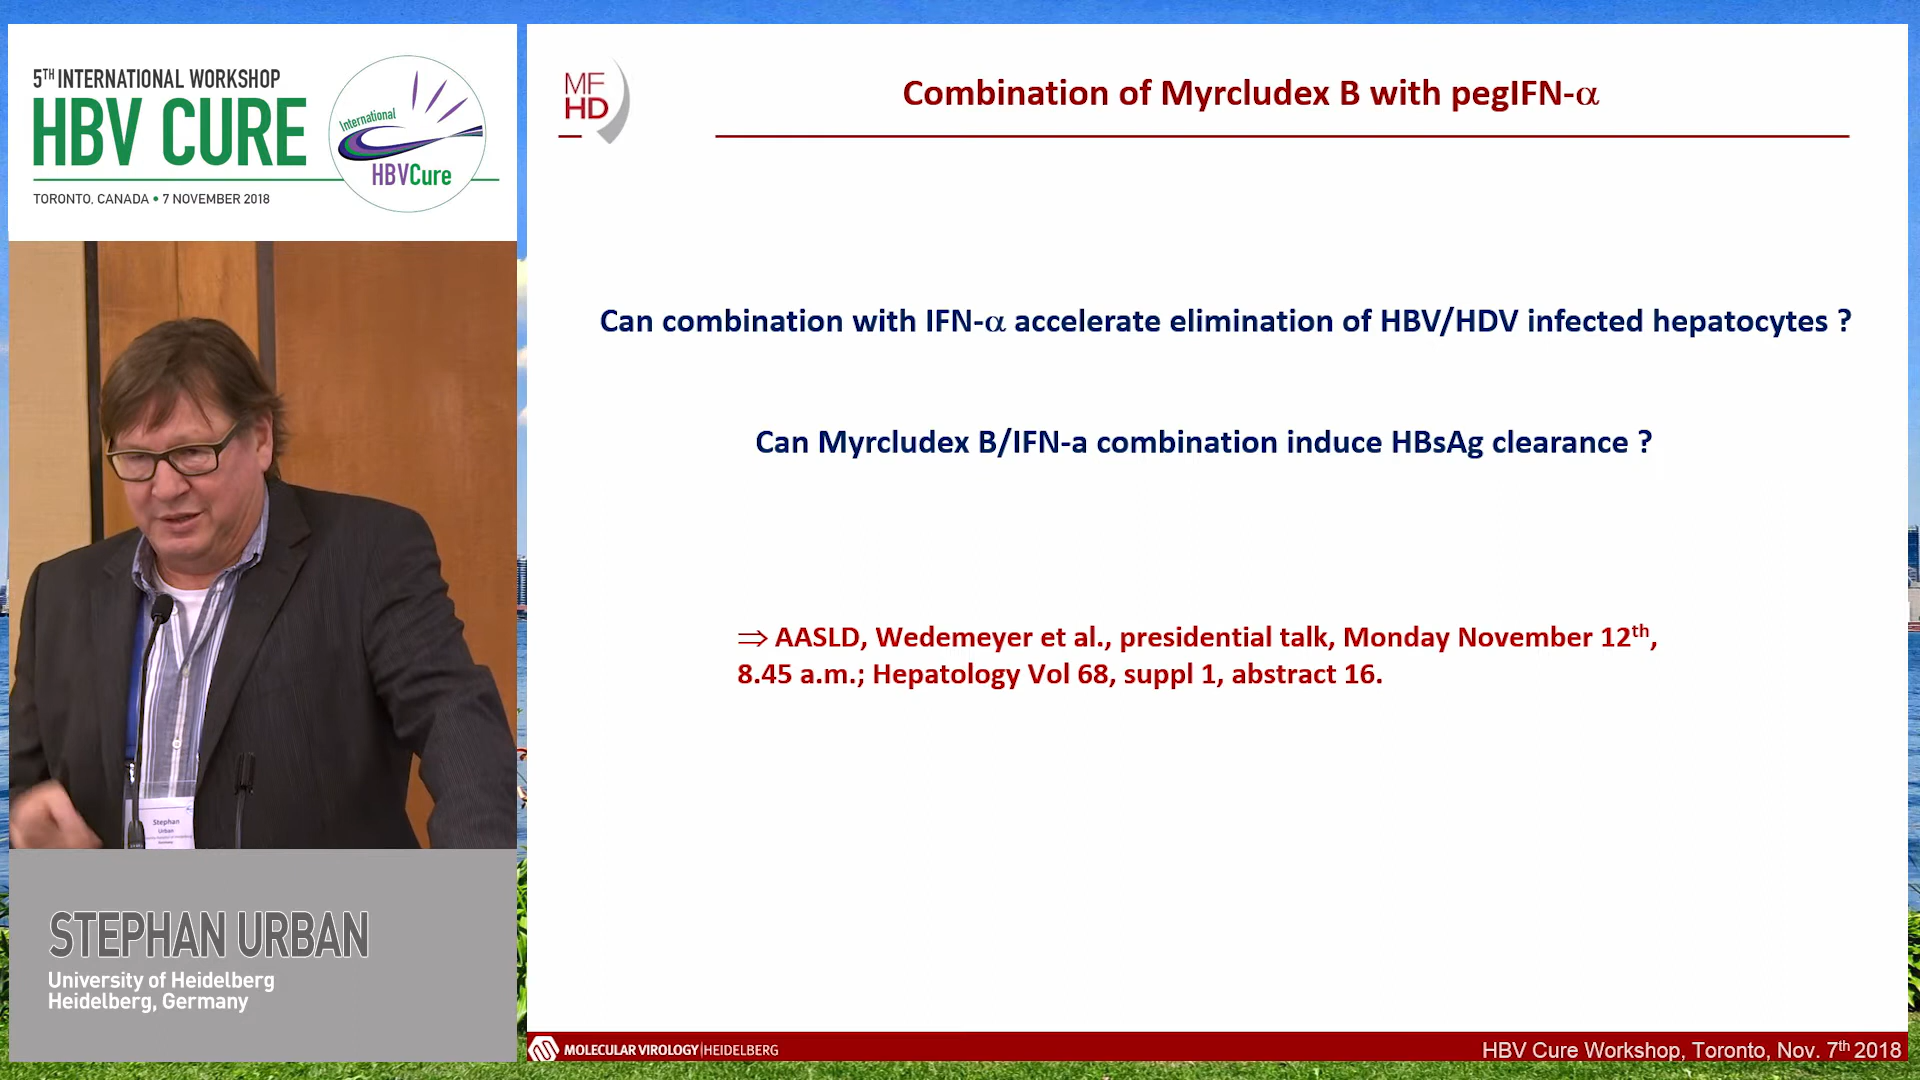 5TH INTERNATIONAL WORKSHOP
HBV CURE
TORONTO, CANADA • 7 NOVEMBER 2018
International
HBVCure
Stephan
Urban
Germany
STEPHAN URBAN
University of Heidelberg
Heidelberg, Germany
MF
HD
Combination of Myrcludex B with pegIFN-α
Can combination with IFN-α accelerate elimination of HBV/HDV infected hepatocytes ?
Can Myrcludex B/IFN-a combination induce HBsAg clearance ?
⇒ AASLD, Wedemeyer et al., presidential talk, Monday November 12th,
8.45 a.m.; Hepatology Vol 68, suppl 1, abstract 16.
MOLECULAR VIROLOGY|HEIDELBERG
HBV Cure Workshop, Toronto, Nov. 7th 2018